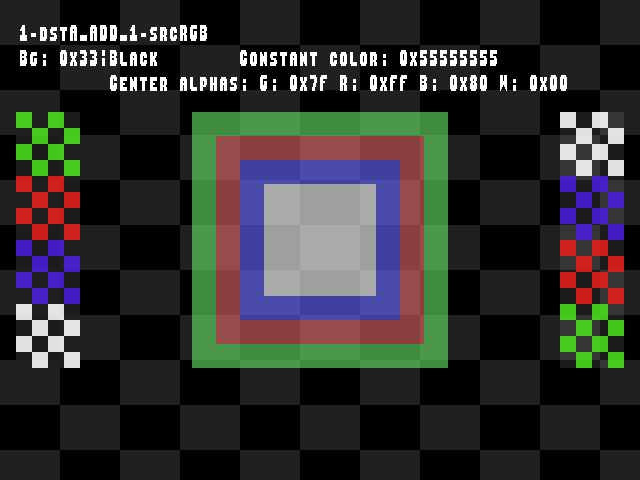 1-dstA_ADD_1-srcRGB
Bg: 0x33¦Black Constant color: 0x55555555
Center alphas: G: 0x7f R: 0xff B: 0x80 W: 0x00